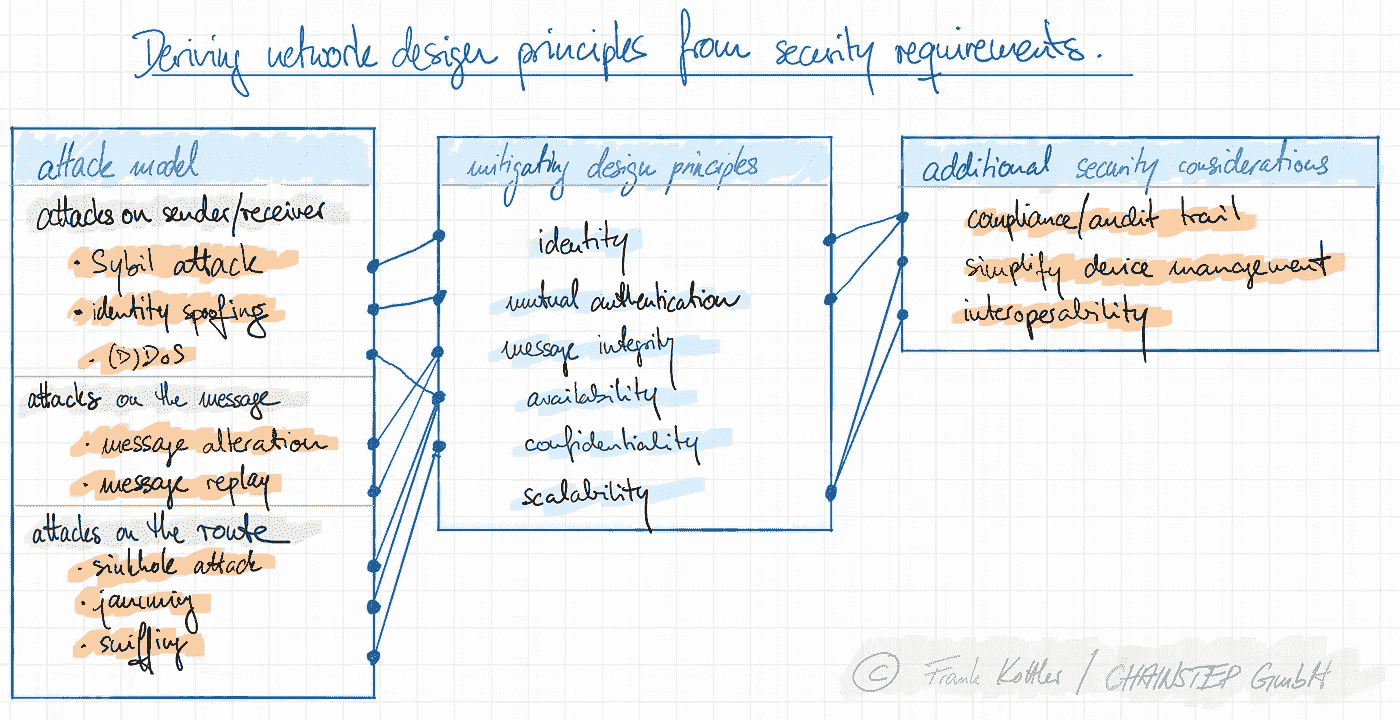 Deriving network design principles from security requirements.
attack model
attacks on sender/receiver
• Sybil attack
• identity spoofing
• (D)DoS
attacks on the message
• message alteration
• message replay
attacks on the route
• sinkhole attack
• jamming
• sniffing
mitigating design principles
identity
mutual authentication
message integrity
availability
confidentiality
scalability
additional security considerations
compliance/audit trail
simplify device management
interoperability
© Frank Kottler / CHAINSTEP GmbH